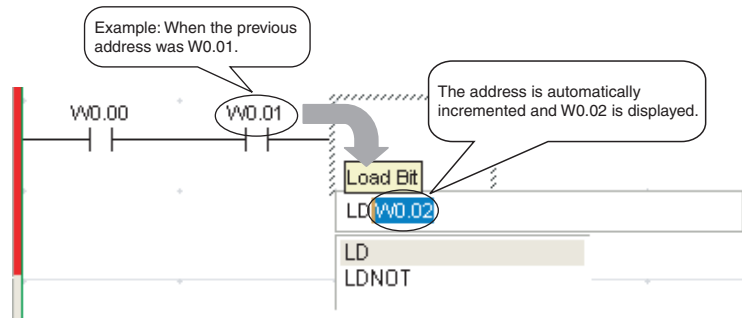 Example: When the previous
address was W0.01.
The address is automatically
incremented and W0.02 is displayed.
W0.00
W0.01
Load Bit
LD W0.02
LD
LDNOT